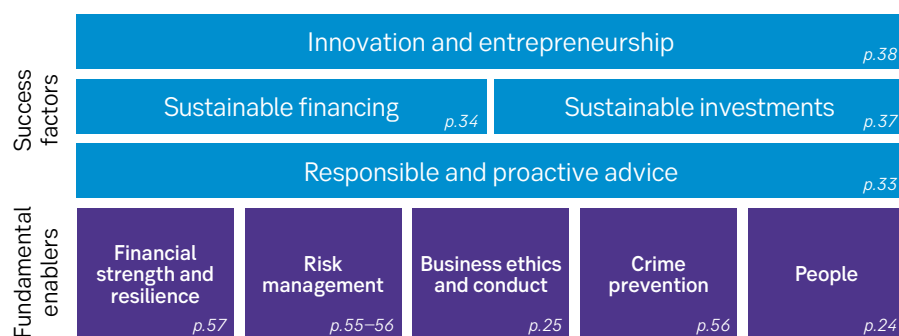 Success
factors
Innovation and entrepreneurship
p.38
Sustainable financing
p.34
Sustainable investments
p.37
Responsible and proactive advice
p.33
Fundamental
enablers
Financial
strength and
resilience
p.57
Risk
management
p.55–56
Business ethics
and conduct
p.25
Crime
prevention
p.56
People
p.24